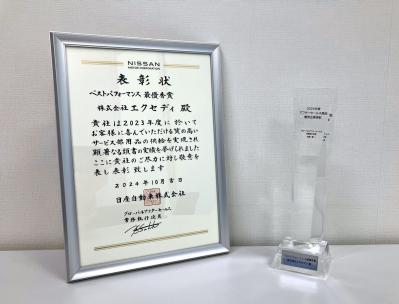 NISSAN
MOTOR CORPORATION
表彰状
ベストパフォーマンス 最優秀賞
株式会社 エクセディ 殿
貴社は2023年度に於いて
お客様に喜んでいただける質の高い
サービス部用品の供給を実現され
顕著なる
の実績を挙げられました
ここに貴社のご尽力に対し敬意を
表し表彰致します
2024年10月吉日
日産自動車株式会社
グローバルアフターセールス
常務執行役員